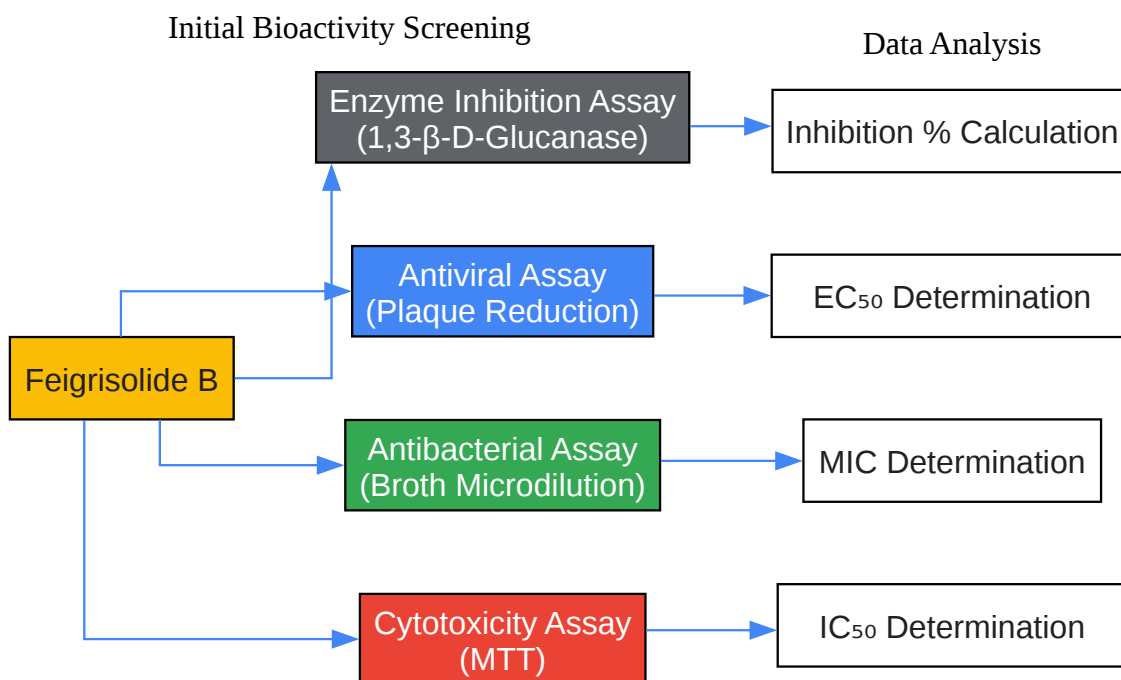 Initial Bioactivity Screening
Data Analysis
Enzyme Inhibition Assay
(1,3-β-D-Glucanase)
Inhibition % Calculation
Antiviral Assay
(Plaque Reduction)
EC₅₀ Determination
Feigrisolide B
Antibacterial Assay
(Broth Microdilution)
MIC Determination
Cytotoxicity Assay
(MTT)
IC₅₀ Determination